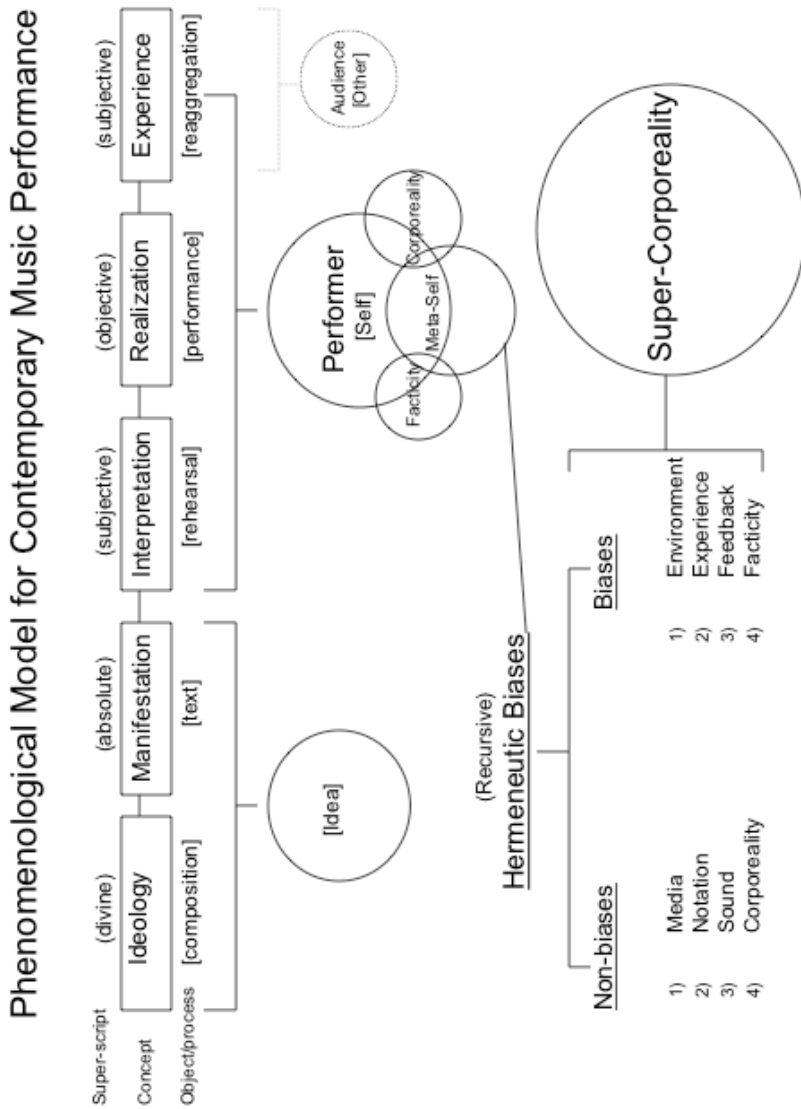 Phenomenological Model for Contemporary Music Performance
Super-script
(divine)
(absolute)
(subjective)
(objective)
(subjective)
Concept
Ideology
Manifestation
Interpretation
Realization
Experience
Object/process
[composition]
[text]
[rehearsal]
[performance]
[reaggregation]
[Idea]
Performer
[Self]
Facticity
Meta-Self
Corporeality
Audience
[Other]
(Recursive)
Hermeneutic Biases
Non-biases
1) Media
2) Notation
3) Sound
4) Corporeality
Biases
1) Environment
2) Experience
3) Feedback
4) Facticity
Super-Corporeality